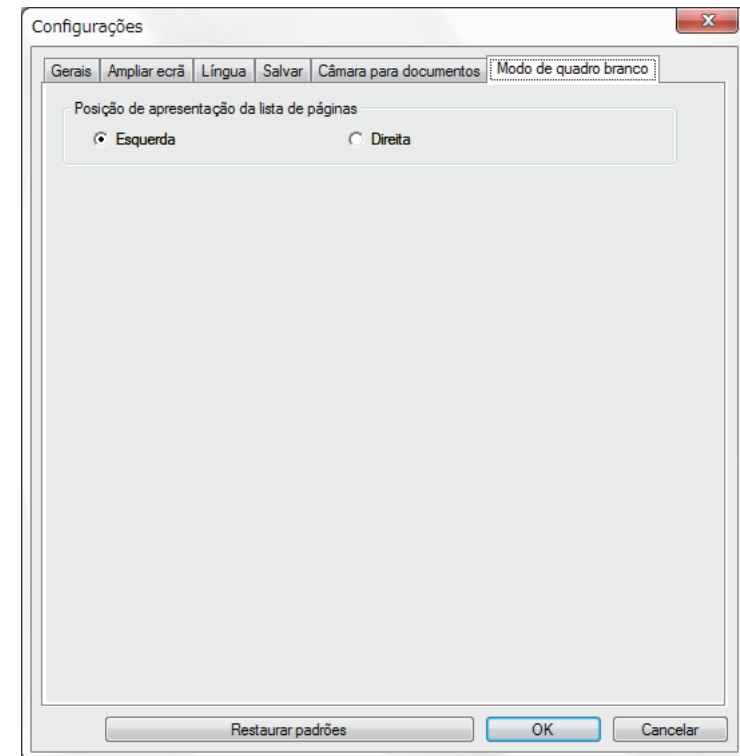 Configurações
Gerais Ampliar ecrã Língua Salvar Câmara para documentos Modo de quadro branco
Posição de apresentação da lista de páginas
Esquerda Direita
Restaurar padrões OK Cancelar